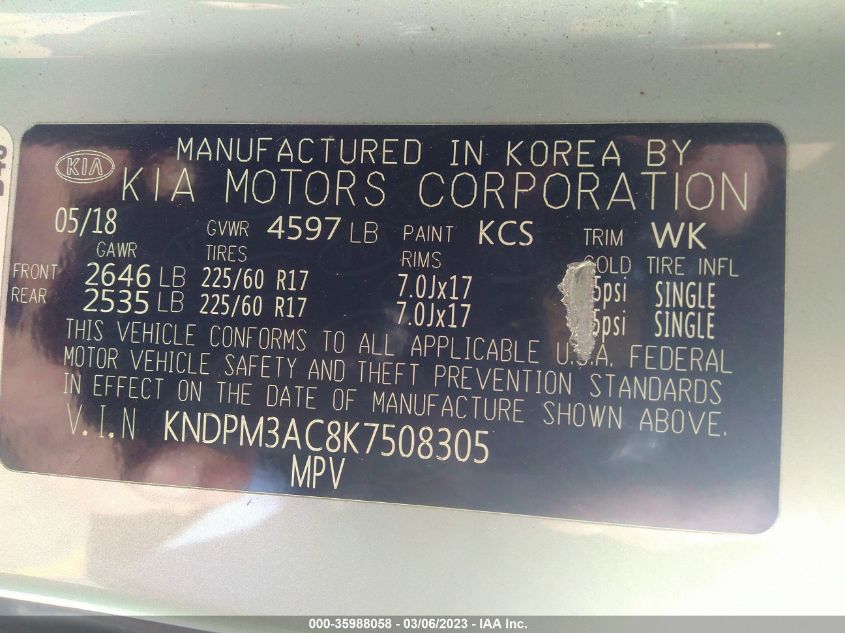 MANUFACTURED IN KOREA BY
KIA
KIA MOTORS CORPORATION
05/18 GVWR 4597 LB PAINT KCS TRIM WK
GAWR TIRES RIMS COLD TIRE INFL
FRONT 2646 LB 225/60 R17 7.0Jx17 5psi SINGLE
REAR 2535 LB 225/60 R17 7.0Jx17 5psi SINGLE
THIS VEHICLE CONFORMS TO ALL APPLICABLE U.S.A. FEDERAL
MOTOR VEHICLE SAFETY AND THEFT PREVENTION STANDARDS
IN EFFECT ON THE DATE OF MANUFACTURE SHOWN ABOVE.
V.I.N KNDPM3AC8K7508305
MPV
000-35988058 - 03/06/2023 - IAA Inc.